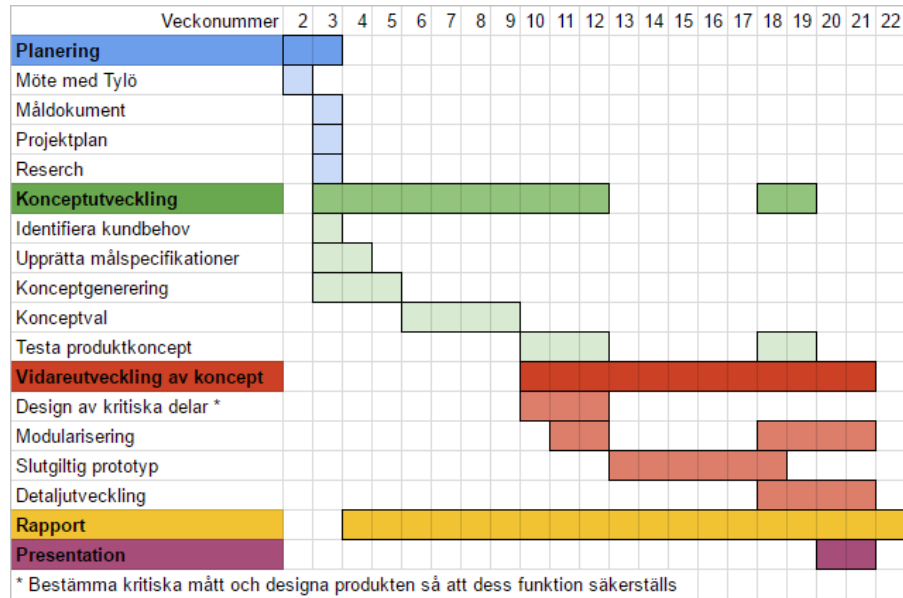 Veckonummer 2 3 4 5 6 7 8 9 10 11 12 13 14 15 16 17 18 19 20 21 22
Planering
Möte med Tylö
Måldokument
Projektplan
Reserch
Konceptutveckling
Identifiera kundbehov
Upprätta målspecifikationer
Konceptgenerering
Konceptval
Testa produktkoncept
Vidareutveckling av koncept
Design av kritiska delar *
Modularisering
Slutgiltig prototyp
Detaljutveckling
Rapport
Presentation
* Bestämma kritiska mått och designa produkten så att dess funktion säkerställs